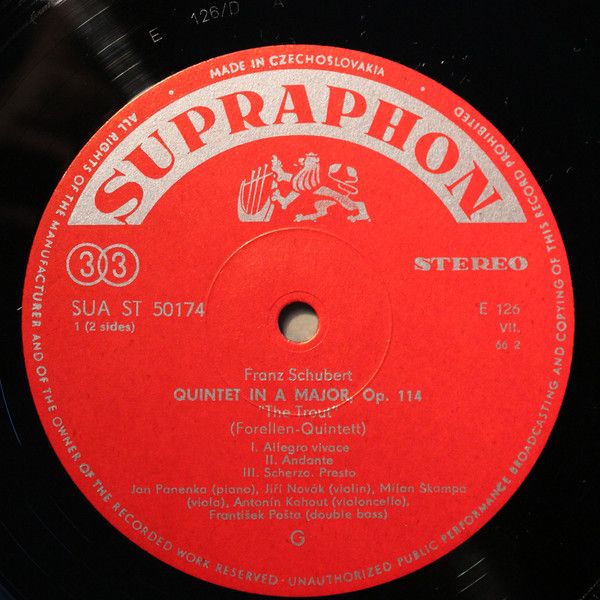 E 126/D A
• MADE IN CZECHOSLOVAKIA •
SUPRAPHON
33
STEREO
SUA ST 50174
1 (2 sides)
E 126
VII.
66 2
Franz Schubert
QUINTET IN A MAJOR, Op. 114
"The Trout"
(Forellen-Quintett)
I. Allegro vivace
II. Andante
III. Scherzo. Presto
Jan Panenka (piano), Jiří Novák (violin), Milan Škampa
(viola), Antonín Kohout (violoncello),
František Pošta (double bass)
G
ALL RIGHTS OF THE MANUFACTURER AND OF THE OWNER OF THE RECORDED WORK RESERVED - UNAUTHORIZED PUBLIC PERFORMANCE BROADCASTING AND COPYING OF THIS RECORD PROHIBITED